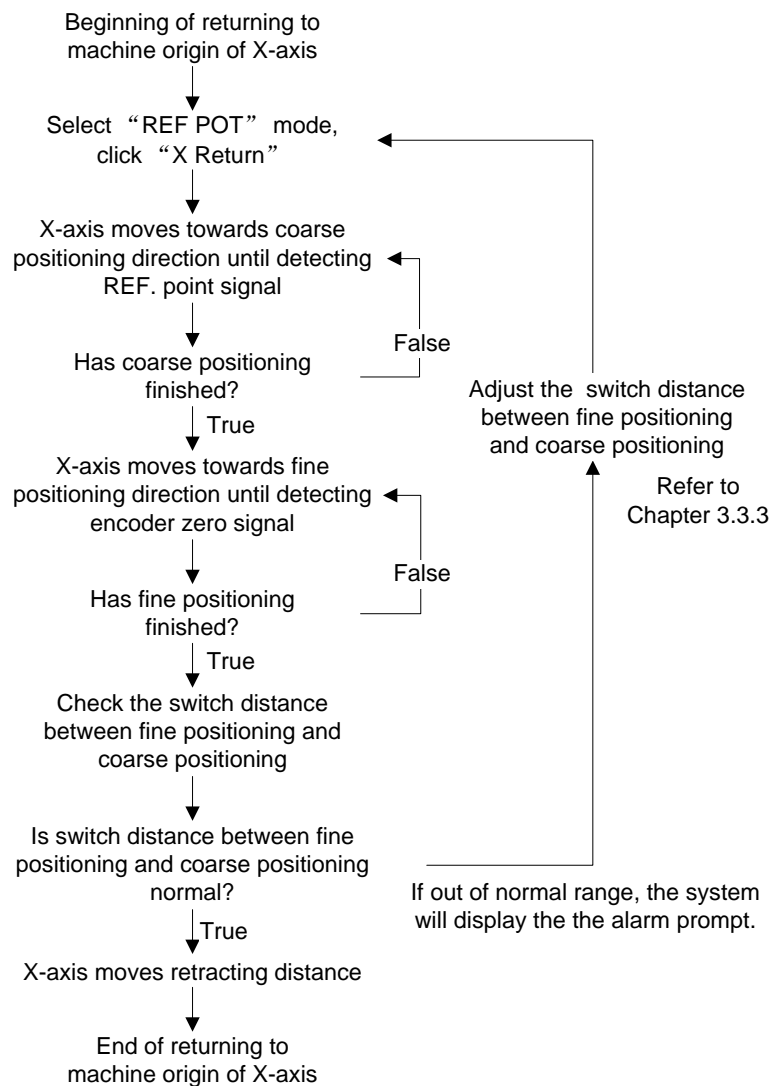 Beginning of returning to
machine origin of X-axis
Select “REF POT” mode,
click “X Return”
X-axis moves towards coarse
positioning direction until detecting
REF. point signal
False
Has coarse positioning
finished?
True
X-axis moves towards fine
positioning direction until detecting
encoder zero signal
False
Has fine positioning
finished?
True
Check the switch distance
between fine positioning and
coarse positioning
Is switch distance between fine
positioning and coarse positioning
normal?
True
X-axis moves retracting distance
End of returning to
machine origin of X-axis
Adjust the switch distance
between fine positioning
and coarse positioning
Refer to
Chapter 3.3.3
If out of normal range, the system
will display the the alarm prompt.